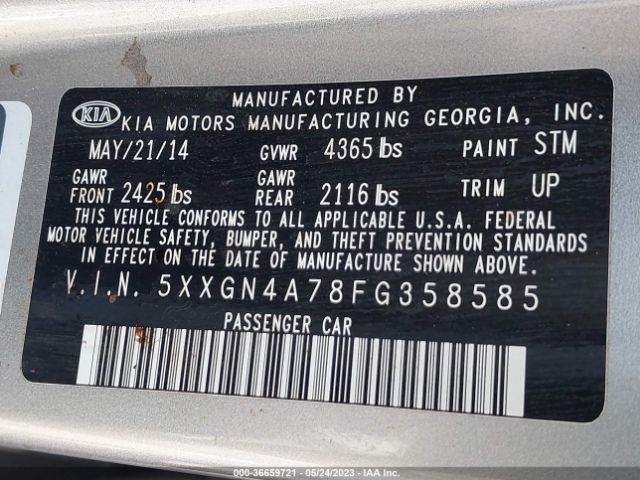 MANUFACTURED BY
KIA KIA MOTORS MANUFACTURING GEORGIA, INC.
MAY/21/14 GVWR 4365 lbs PAINT STM
GAWR FRONT 2425 lbs GAWR REAR 2116 lbs TRIM UP
THIS VEHICLE CONFORMS TO ALL APPLICABLE U.S.A. FEDERAL
MOTOR VEHICLE SAFETY, BUMPER, AND THEFT PREVENTION STANDARDS
IN EFFECT ON THE DATE OF MANUFACTURE SHOWN ABOVE.
V.I.N. 5XXGN4A78FG358585
PASSENGER CAR
© - 36659721 - 05/24/2023 - IAA Inc.